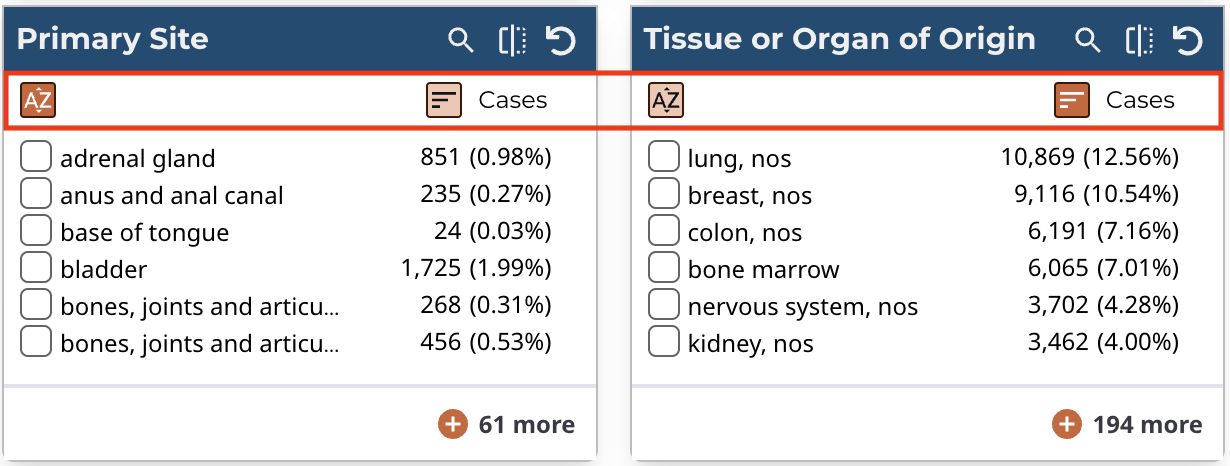 Primary Site
AZ Cases
adrenal gland 851 (0.98%)
anus and anal canal 235 (0.27%)
base of tongue 24 (0.03%)
bladder 1,725 (1.99%)
bones, joints and articu... 268 (0.31%)
bones, joints and articu... 456 (0.53%)
61 more
Tissue or Organ of Origin
AZ Cases
lung, nos 10,869 (12.56%)
breast, nos 9,116 (10.54%)
colon, nos 6,191 (7.16%)
bone marrow 6,065 (7.01%)
nervous system, nos 3,702 (4.28%)
kidney, nos 3,462 (4.00%)
194 more